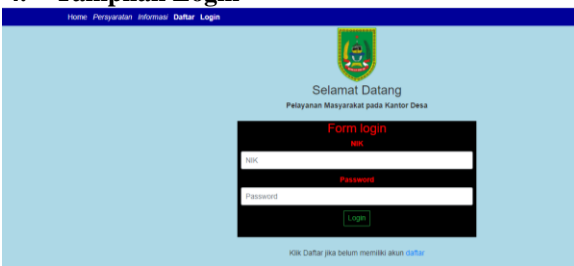 4. Tampilan Login
Home Persyaratan Informasi Daftar Login
Selamat Datang
Pelayanan Masyarakat pada Kantor Desa
Form login
NIK
NIK
Password
Password
Login
Klik Daftar jika belum memiliki akun daftar